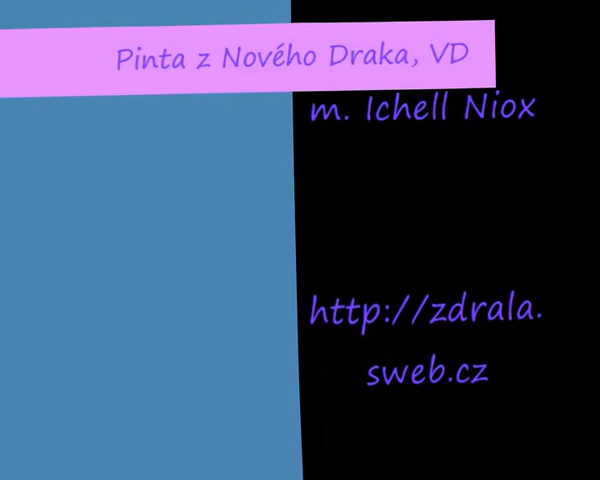 Pinta z Nového Draka, VD
m. Ichell Niox
http://zdrala.
sweb.cz